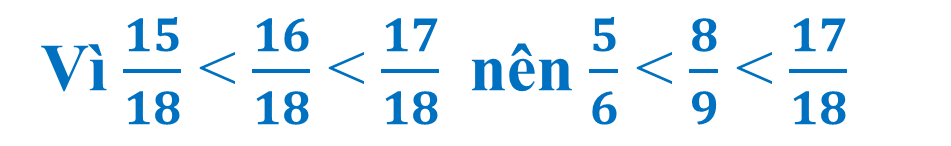 Vì 15/18 < 16/18 < 17/18 nên 5/6 < 8/9 < 17/18